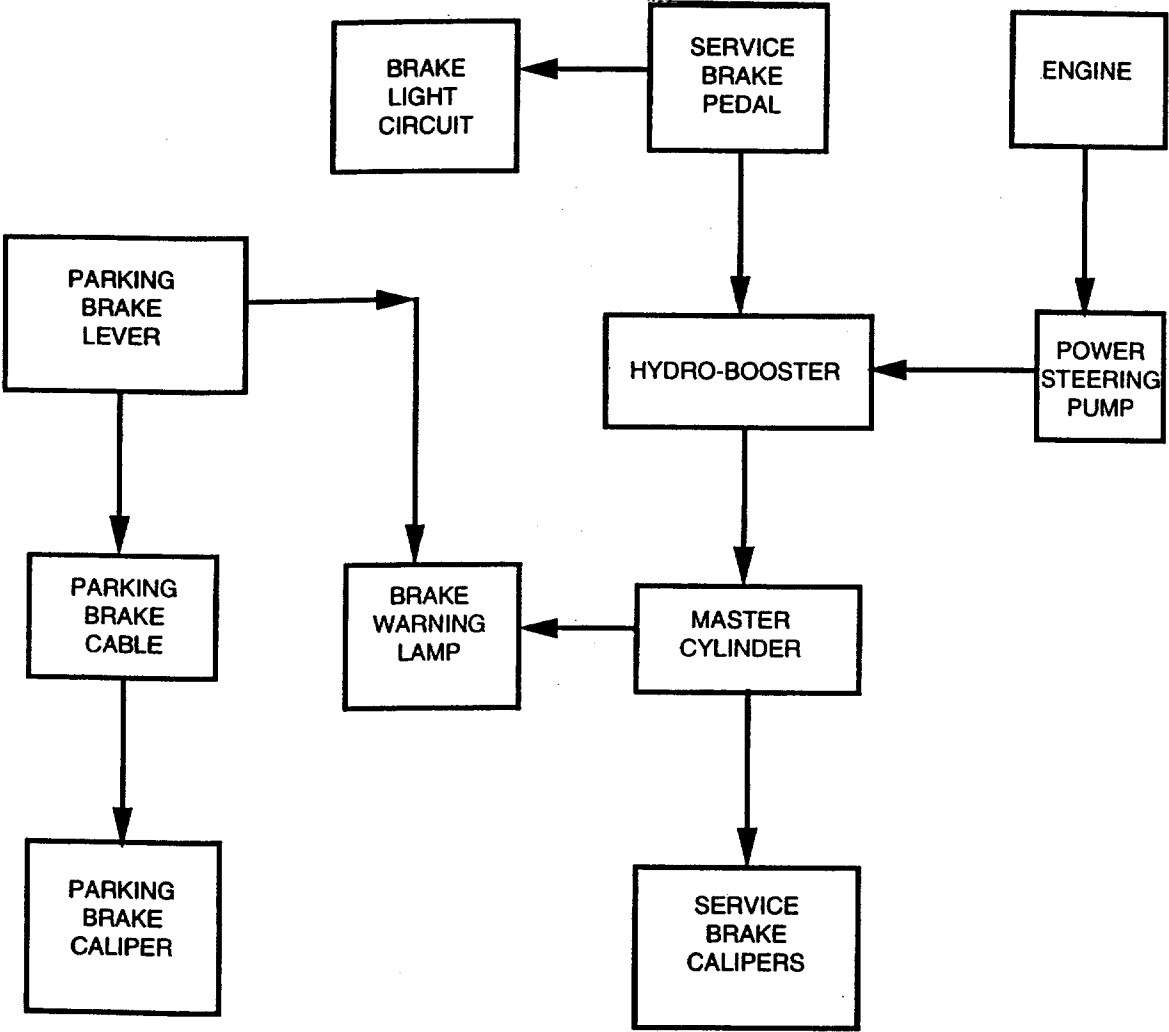 BRAKE
LIGHT
CIRCUIT
SERVICE
BRAKE
PEDAL
ENGINE
PARKING
BRAKE
LEVER
HYDRO-BOOSTER
POWER
STEERING
PUMP
PARKING
BRAKE
CABLE
BRAKE
WARNING
LAMP
MASTER
CYLINDER
PARKING
BRAKE
CALIPER
SERVICE
BRAKE
CALIPERS